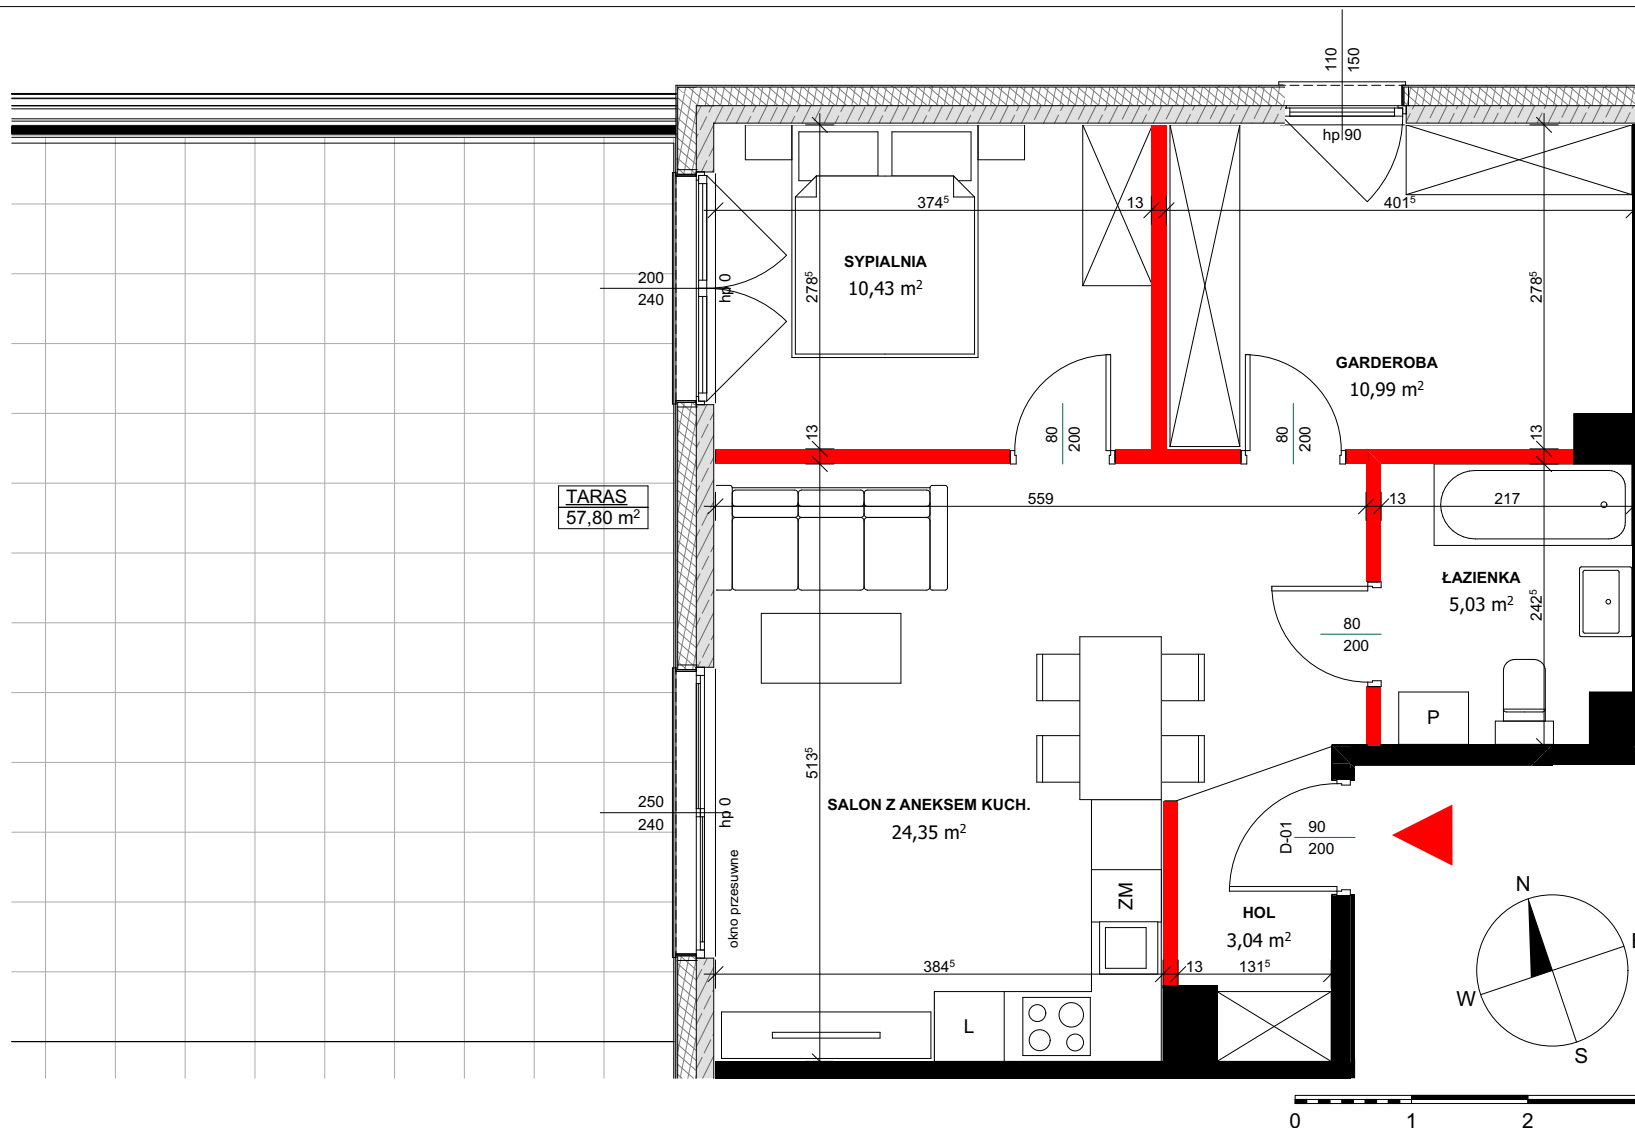 110
150
hp 90
374⁵
13
401⁵
SYPIALNIA
10,43 m²
278⁵
278⁵
200
240
hp 0
GARDEROBA
10,99 m²
13
80
200
80
200
13
TARAS
57,80 m²
559
13
217
ŁAZIENKA
5,03 m²
242⁵
80
200
P
513⁵
250
240
hp 0
SALON Z ANEKSEM KUCH.
24,35 m²
D-01
90
200
okno przesuwne
ZM
HOL
3,04 m²
N
W
S
384⁵
13
131⁵
L
0
1
2